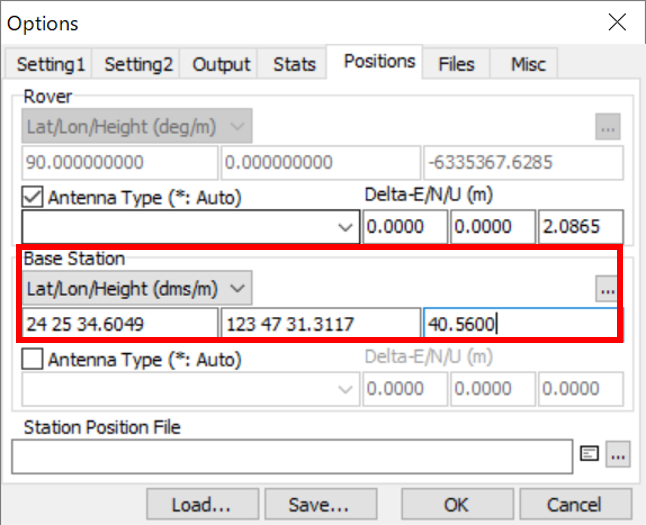 Options
Setting1 Setting2 Output Stats Positions Files Misc
Rover
Lat/Lon/Height (deg/m) ...
90.000000000 0.000000000 -6335367.6285
Antenna Type (*: Auto) Delta-E/N/U (m)
0.0000 0.0000 2.0865
Base Station
Lat/Lon/Height (dms/m) ...
24 25 34.6049 123 47 31.3117 40.5600
Antenna Type (*: Auto) Delta-E/N/U (m)
0.0000 0.0000 0.0000
Station Position File
...
Load... Save... OK Cancel